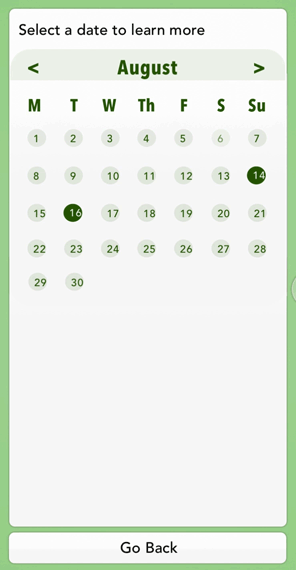 Select a date to learn more
< August >
M T W Th F S Su
1 2 3 4 5 6 7
8 9 10 11 12 13 14
15 16 17 18 19 20 21
22 23 24 25 26 27 28
29 30
Go Back